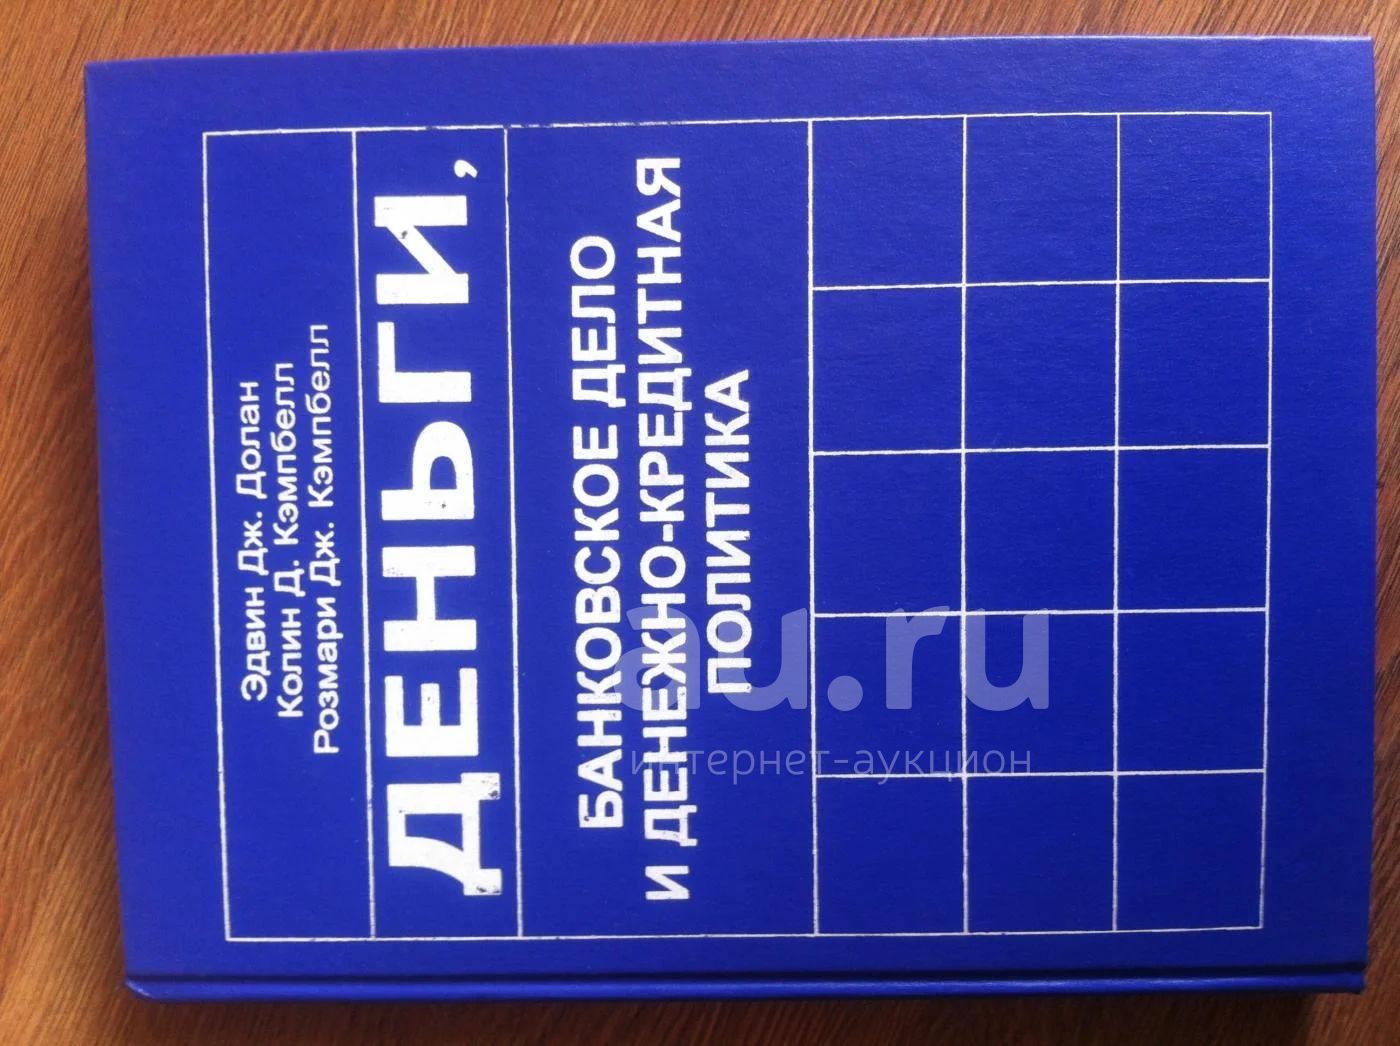 Эдвин Дж. Долан
Колин Д. Кэмпбелл
Розмари Дж. Кэмпбелл
ДЕНЬГИ,
БАНКОВСКОЕ ДЕЛО
И ДЕНЕЖНО-КРЕДИТНАЯ
ПОЛИТИКА
au.ru
интернет-аукцион